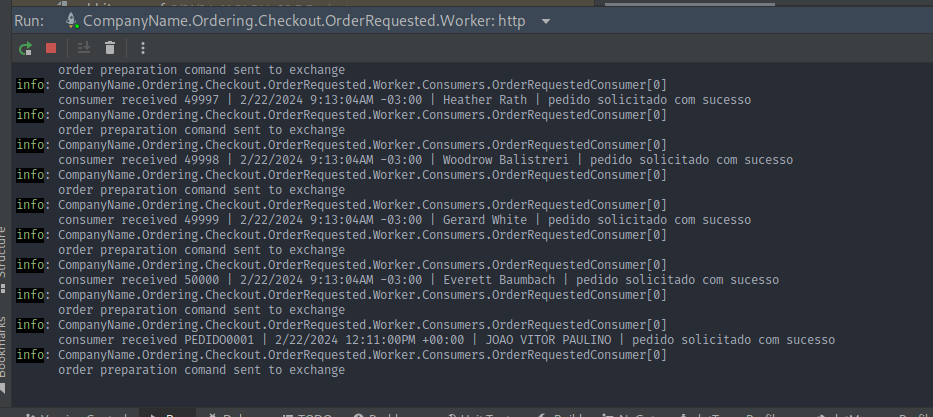 Run: CompanyName.Ordering.Checkout.OrderRequested.Worker: http
order preparation comand sent to exchange
info: CompanyName.Ordering.Checkout.OrderRequested.Worker.Consumers.OrderRequestedConsumer[0]
consumer received 49997 | 2/22/2024 9:13:04AM -03:00 | Heather Rath | pedido solicitado com sucesso
info: CompanyName.Ordering.Checkout.OrderRequested.Worker.Consumers.OrderRequestedConsumer[0]
order preparation comand sent to exchange
info: CompanyName.Ordering.Checkout.OrderRequested.Worker.Consumers.OrderRequestedConsumer[0]
consumer received 49998 | 2/22/2024 9:13:04AM -03:00 | Woodrow Balistreri | pedido solicitado com sucesso
info: CompanyName.Ordering.Checkout.OrderRequested.Worker.Consumers.OrderRequestedConsumer[0]
order preparation comand sent to exchange
info: CompanyName.Ordering.Checkout.OrderRequested.Worker.Consumers.OrderRequestedConsumer[0]
consumer received 49999 | 2/22/2024 9:13:04AM -03:00 | Gerard White | pedido solicitado com sucesso
info: CompanyName.Ordering.Checkout.OrderRequested.Worker.Consumers.OrderRequestedConsumer[0]
order preparation comand sent to exchange
info: CompanyName.Ordering.Checkout.OrderRequested.Worker.Consumers.OrderRequestedConsumer[0]
consumer received 50000 | 2/22/2024 9:13:04AM -03:00 | Everett Baumbach | pedido solicitado com sucesso
info: CompanyName.Ordering.Checkout.OrderRequested.Worker.Consumers.OrderRequestedConsumer[0]
order preparation comand sent to exchange
info: CompanyName.Ordering.Checkout.OrderRequested.Worker.Consumers.OrderRequestedConsumer[0]
consumer received PEDIDO0001 | 2/22/2024 12:11:00PM +00:00 | JOAO VITOR PAULINO | pedido solicitado com sucesso
info: CompanyName.Ordering.Checkout.OrderRequested.Worker.Consumers.OrderRequestedConsumer[0]
order preparation comand sent to exchange
Structure
Bookmarks